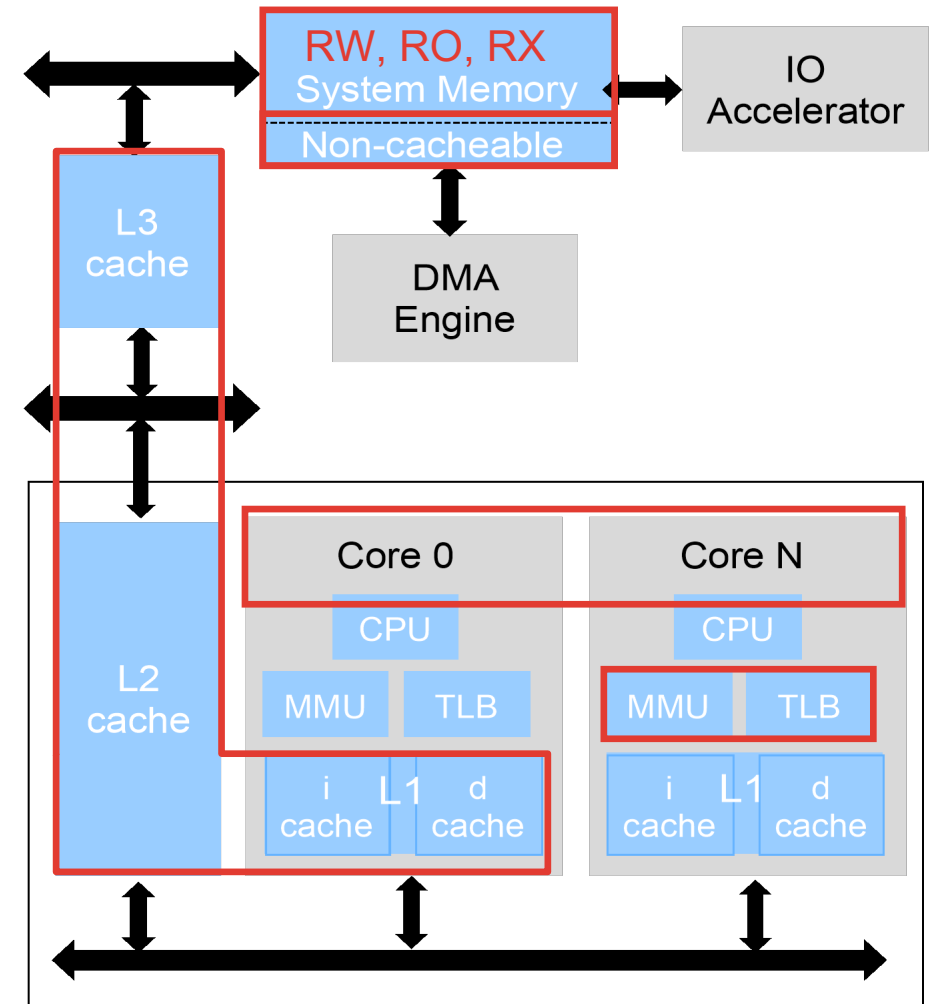 RW, RO, RX
System Memory
Non-cacheable
IO
Accelerator
L3
cache
DMA
Engine
L2
cache
Core 0
CPU
MMU
TLB
L1
i
cache
d
cache
Core N
CPU
MMU
TLB
L1
i
cache
d
cache